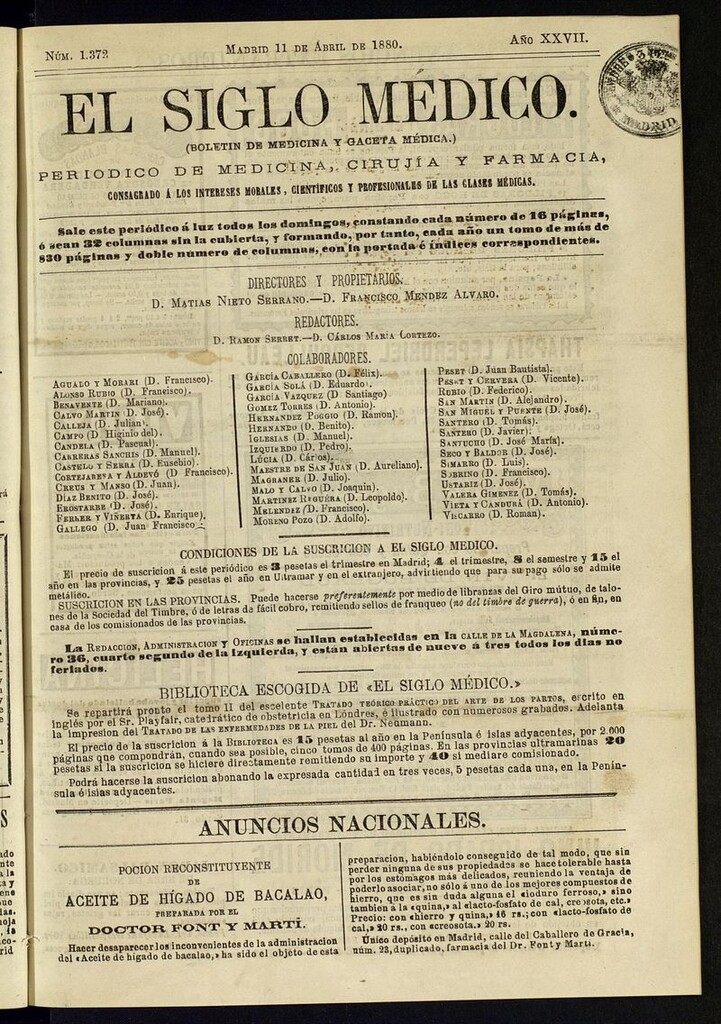 NÚM. 1.372
MADRID 11 DE ABRIL DE 1880.
AÑO XXVII.
EL SIGLO MÉDICO.
(BOLETIN DE MEDICINA Y GACETA MÉDICA.)
PERIODICO DE MEDICINA, CIRUJÍA Y FARMACIA,
CONSAGRADO Á LOS INTERESES MORALES, CIENTÍFICOS Y PROFESIONALES DE LAS CLASES MÉDICAS.
MADRID
Sale este periódico á luz todos los domingos, constando cada número de 16 páginas,
ó sean 32 columnas sin la cubierta, y formando, por tanto, cada año un tomo de más de
830 páginas y doble número de columnas, con la portada é índices correspondientes.
DIRECTORES Y PROPIETARIOS.
D. MATIAS NIETO SERRANO.—D. FRANCISCO MENDEZ ALVARO.
REDACTORES.
D. RAMON SERRET.—D. CÁRLOS MARÍA CORTEZO.
COLABORADORES.
AGUADO Y MORARI (D. Francisco).
ALONSO RUBIO (D. Francisco).
BENAVENTE (D. Mariano).
CALVO MARTIN (D. José).
CALLEJA (D. Julian).
CAMPO (D. Higinio del).
CANDELA (D. Pascual).
CARRERAS SANCHIS (D. Manuel).
CASTELO Y SERRA (D. Eusebio).
CORTEJARENA Y ALDEVÓ (D. Francisco).
CREUS Y MANSO (D. Juan).
DIAZ BENITO (D. José).
EROSTARBE (D. José).
FERRER Y VIÑERTA (D. Enrique).
GALLEGO (D. Juan Francisco
GARCÍA CABALLERO (D. Félix).
GARCÍA SOLÁ (D. Eduardo).
GARCÍA VAZQUEZ (D. Santiago)
GOMEZ TORRES (D. Antonio).
HERNANDEZ POGGIO (D. Ramon).
HERNANDO (D. Benito).
IGLESIAS (D. Manuel).
IZQUIERDO (D. Pedro).
LÚCIA (D. Cárlos).
MAESTRE DE SAN JUAN (D. Aureliano).
MAGRANER (D. Julio).
MALO Y CALVO (D. Joaquin).
MARTINEZ REGUERA (D. Leopoldo).
MELENDEZ (D. Francisco).
MORENO POZO (D. Adolfo).
PESET (D. Juan Bautista).
PESET Y CERVERA (D. Vicente).
RUBIO (D. Federico).
SAN MARTIN (D. Alejandro).
SAN MIGUEL Y PUENTE (D. José).
SANTERO (D. Tomás).
SANTERO (D. Javier).
SANTUCHO (D. José María).
SECO Y BALDOR (D. José).
SIMARRO (D. Luis).
SOBRINO (D. Francisco).
USTARIZ (D. José).
VALERA GIMENEZ (D. Tomás).
VIETA Y CANDURÁ (D. Antonio).
VIZCARRO (D. Roman).
CONDICIONES DE LA SUSCRICION A EL SIGLO MEDICO.
El precio de suscricion á este periódico es 3 pesetas el trimestre en Madrid; 4 el trimestre, 8 el semestre y 15 el
año en las provincias, y 25 pesetas el año en Ultramar y en el extranjero, advirtiendo que para su pago sólo se admite
metálico.
SUSCRICION EN LAS PROVINCIAS. Puede hacerse preferentemente por medio de libranzas del Giro mútuo, de talo-
nes de la Sociedad del Timbre, ó de letras de fácil cobro, remitiendo sellos de franqueo (no del timbre de guerra), ó en fin, en
casa de los comisionados de las provincias.
LA REDACCION, ADMINISTRACION Y OFICINAS se hallan establecidas en la CALLE DE LA MAGDALENA, núme-
ro 36, cuarto segundo de la izquierda, y están abiertas de nueve á tres todos los dias no
feriados.
BIBLIOTECA ESCOGIDA DE «EL SIGLO MÉDICO.»
Se repartirá pronto el tomo II del escelente TRATADO TEÓRICO PRÁCTICO DEL ARTE DE LOS PARTOS, escrito en
inglés por el Sr. Playfair, catedrático de obstetricia en Lóndres, é ilustrado con numerosos grabados. Adelanta
la impresion del TRATADO DE LAS ENFERMEDADES DE LA PIEL del Dr. Neumann.
El precio de la suscricion á la BIBLIOTECA es 15 pesetas al año en la Península é islas adyacentes, por 2.000
páginas que compondrán, cuando sea posible, cinco tomos de 400 páginas. En las provincias ultramarinas 20
pesetas si la suscricion se hiciere directamente remitiendo su importe y 40 si mediare comisionado.
Podrá hacerse la suscricion abonando la expresada cantidad en tres veces, 5 pesetas cada una, en la Penín-
sula é islas adyacentes.
ANUNCIOS NACIONALES.
POCION RECONSTITUYENTE
DE
ACEITE DE HÍGADO DE BACALAO,
PREPARADA POR EL
DOCTOR FONT Y MARTÍ.
Hacer desaparecer los inconvenientes de la administracion
del «Aceite de hígado de bacalao,» ha sido el objeto de esta
preparacion, habiéndolo conseguido de tal modo, que sin
perder ninguna de sus propiedades se hace tolerable hasta
por los estómagos más delicados, reuniendo la ventaja de
poderlo asociar, no sólo á uno de los mejores compuestos de
hierro, que es sin duda alguna el «ioduro ferroso,» sino
tambien á la «quina,» al «lacto-fosfato de cal, creosota, etc.»
Precio: con «hierro y quina,» 16 rs.; con «lacto-fosfato de
cal,» 20 rs., con «creosota.» 20 rs.
Único depósito en Madrid, calle del Caballero de Gracia,
núm. 23, duplicado, farmacia del Dr. Font y Martí.